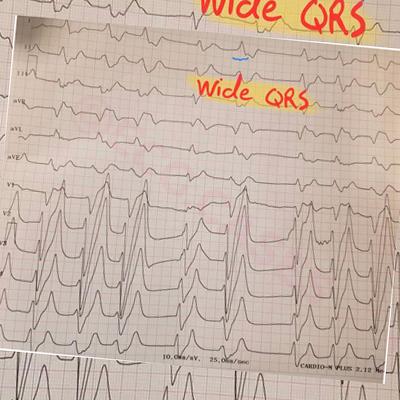 Wide QRS
I
II
III
Wide QRS
aVR
aVL
aVF
V1
V2
V3
10.0mm/mV, 25.0mm/sec
CARDIO-M PLUS 2.12